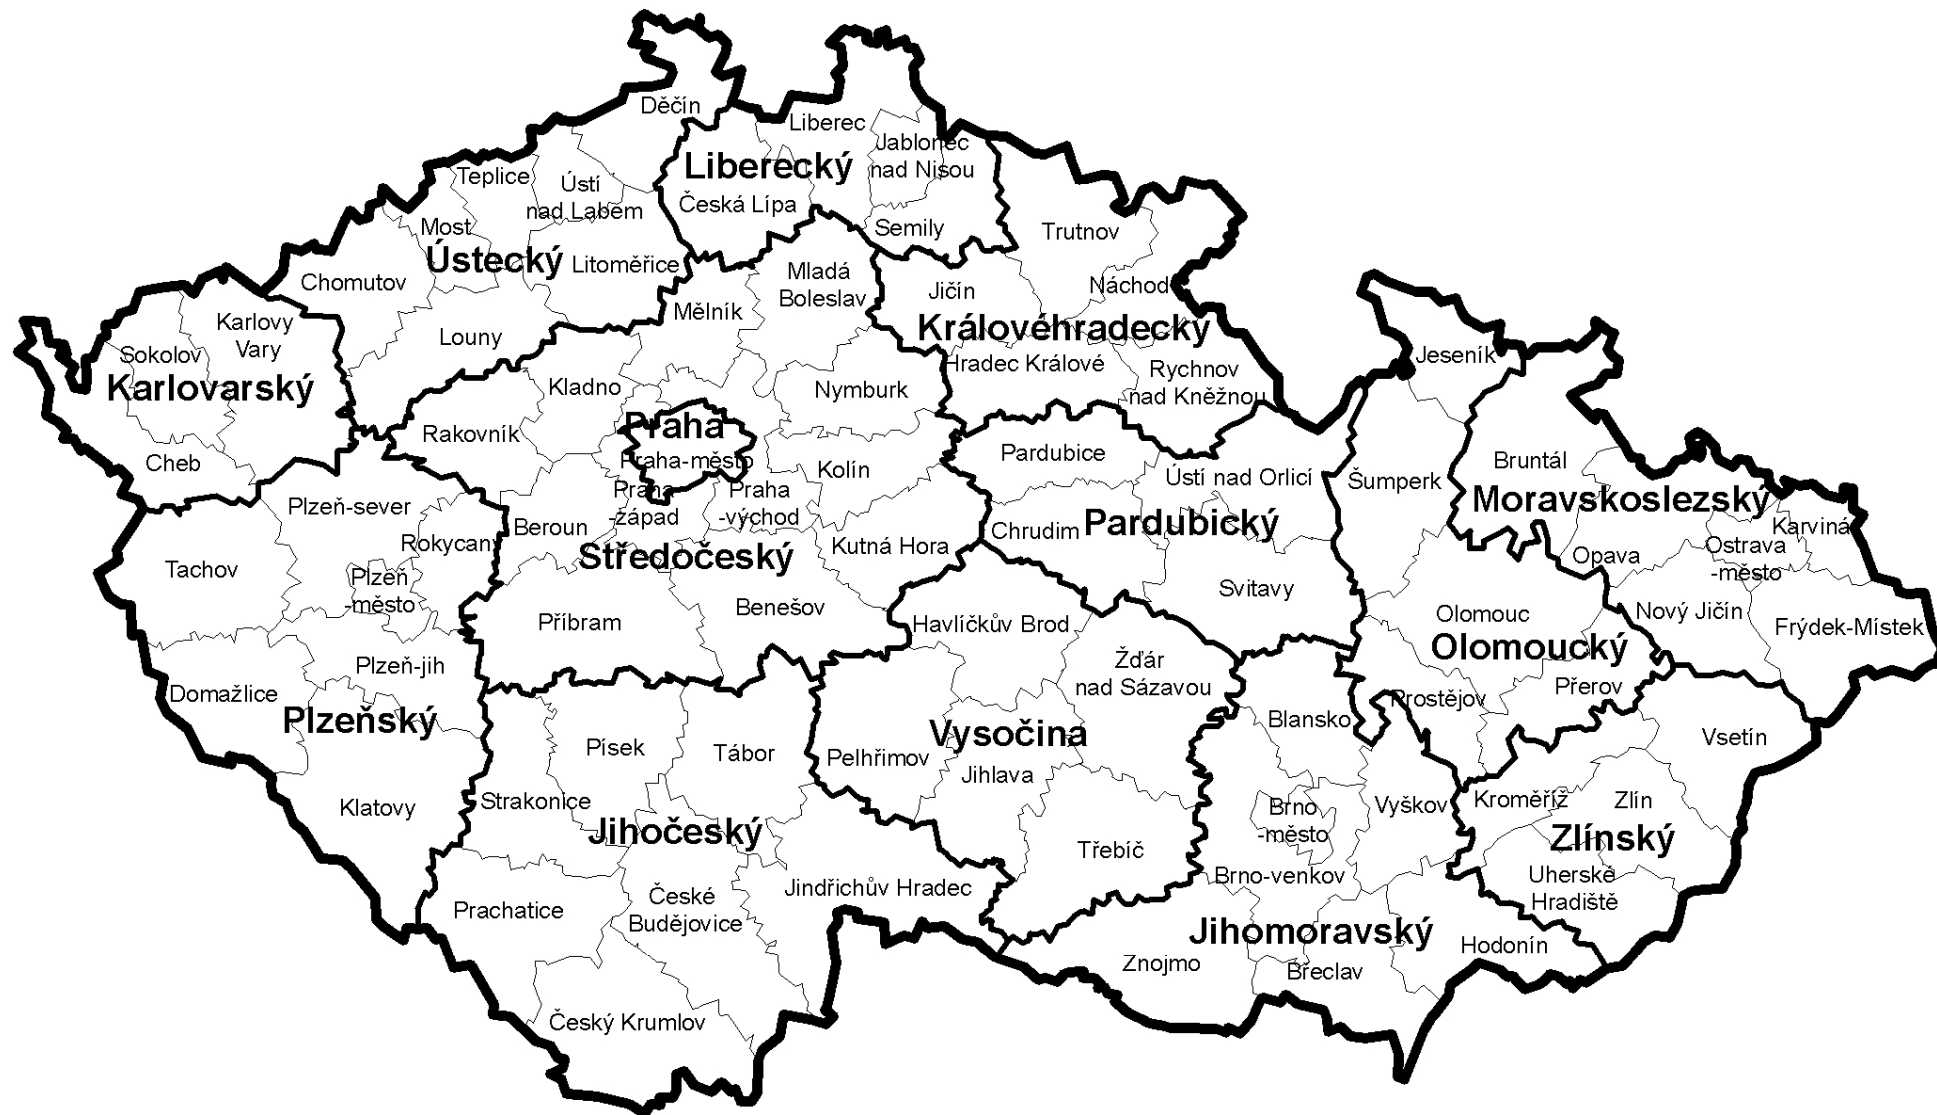 Děčín
Liberec
Jablonec
nad Nisou
Liberecký
Česká Lípa
Semily
Teplice
Ústí
nad Labem
Most
Ústecký
Litoměřice
Chomutov
Louny
Trutnov
Náchod
Jičín
Královéhradecký
Hradec Králové
Rychnov
nad Kněžnou
Mladá
Boleslav
Mělník
Karlovy
Vary
Sokolov
Karlovarský
Cheb
Kladno
Nymburk
Rakovník
Praha
Praha-město
Kolín
Praha
-západ
Praha
-východ
Beroun
Středočeský
Kutná Hora
Příbram
Benešov
Jeseník
Šumperk
Bruntál
Moravskoslezský
Karviná
Opava
Ostrava
-město
Nový Jičín
Frýdek-Místek
Pardubice
Ústí nad Orlicí
Chrudim
Pardubický
Svitavy
Plzeň-sever
Rokycany
Tachov
Plzeň
-město
Plzeň-jih
Domažlice
Plzeňský
Klatovy
Olomouc
Olomoucký
Prostějov
Přerov
Havlíčkův Brod
Žďár
nad Sázavou
Vysočina
Pelhřimov
Jihlava
Třebíč
Písek
Tábor
Strakonice
Jihočeský
Jindřichův Hradec
České
Budějovice
Prachatice
Český Krumlov
Blansko
Brno
-město
Vyškov
Brno-venkov
Jihomoravský
Znojmo
Břeclav
Hodonín
Vsetín
Kroměříž
Zlín
Zlínský
Uherské
Hradiště